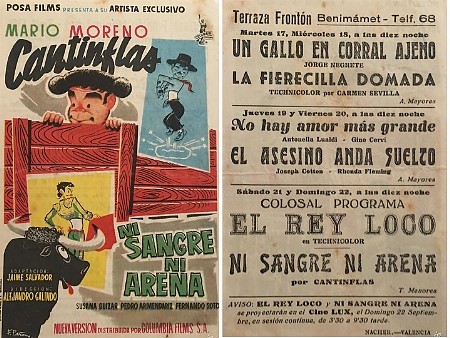 POSA FILMS PRESENTA A SU ARTISTA EXCLUSIVO
MARIO MORENO
Cantinflas
NI SANGRE
NI ARENA
ADAPTACION:
JAIME SALVADOR
DIRECCION:
ALEJANDRO GALINDO
SUSANA GUIZAR PEDRO ARMENDARIZ FERNANDO SOTO
NUEVA VERSION DISTRIBUIDA POR COLUMBIA FILMS S.A.
Terraza Frontón Benimámet - Telf. 68
Martes 17, Miércoles 18, a las diez noche
UN GALLO EN CORRAL AJENO
JORGE NEGRETE
LA FIERECILLA DOMADA
TECHNICOLOR por CARMEN SEVILLA
A. Mayores
Jueves 19 y Viernes 20, a las diez noche
No hay amor más grande
Antonella Lualdi - Gino Cervi
EL ASESINO ANDA SUELTO
Joseph Cotten - Rhonda Fleming
A. Mayores
Sábado 21 y Domingo 22, a las diez noche
COLOSAL PROGRAMA
EL REY LOCO
en TECHNICOLOR
NI SANGRE NI ARENA
por CANTINFLAS
T. Menores
AVISO: EL REY LOCO y NI SANGRE NI ARENA
se proyectarán en el Cine LUX, el Domingo 22 Septiem-
bre, en sesión contínua, de 3'30 a 9'30 tarde.
NACHER.—VALENCIA